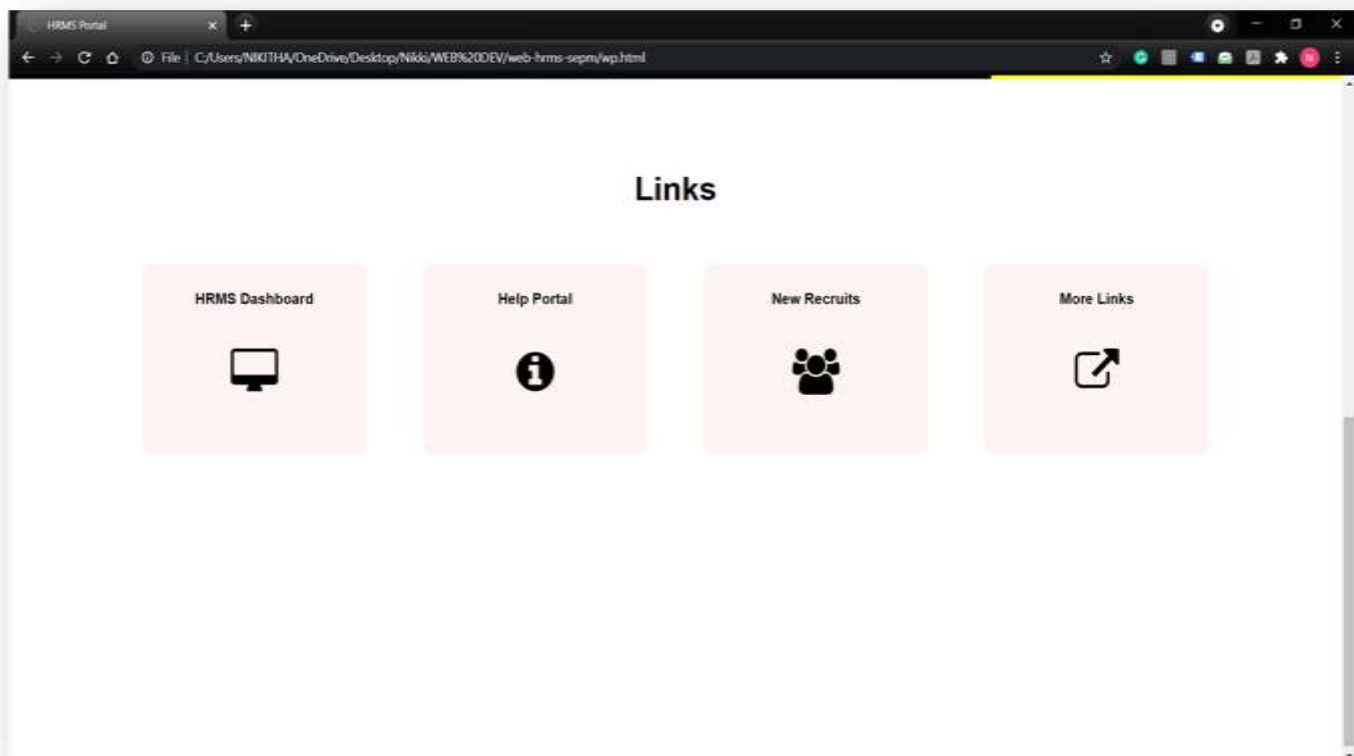 HRMS Portal
File | C:/Users/NIKITHA/OneDrive/Desktop/Nikki/WEB%20DEV/web-hrms-sepm/wp.html
N
Links
HRMS Dashboard
Help Portal
New Recruits
More Links